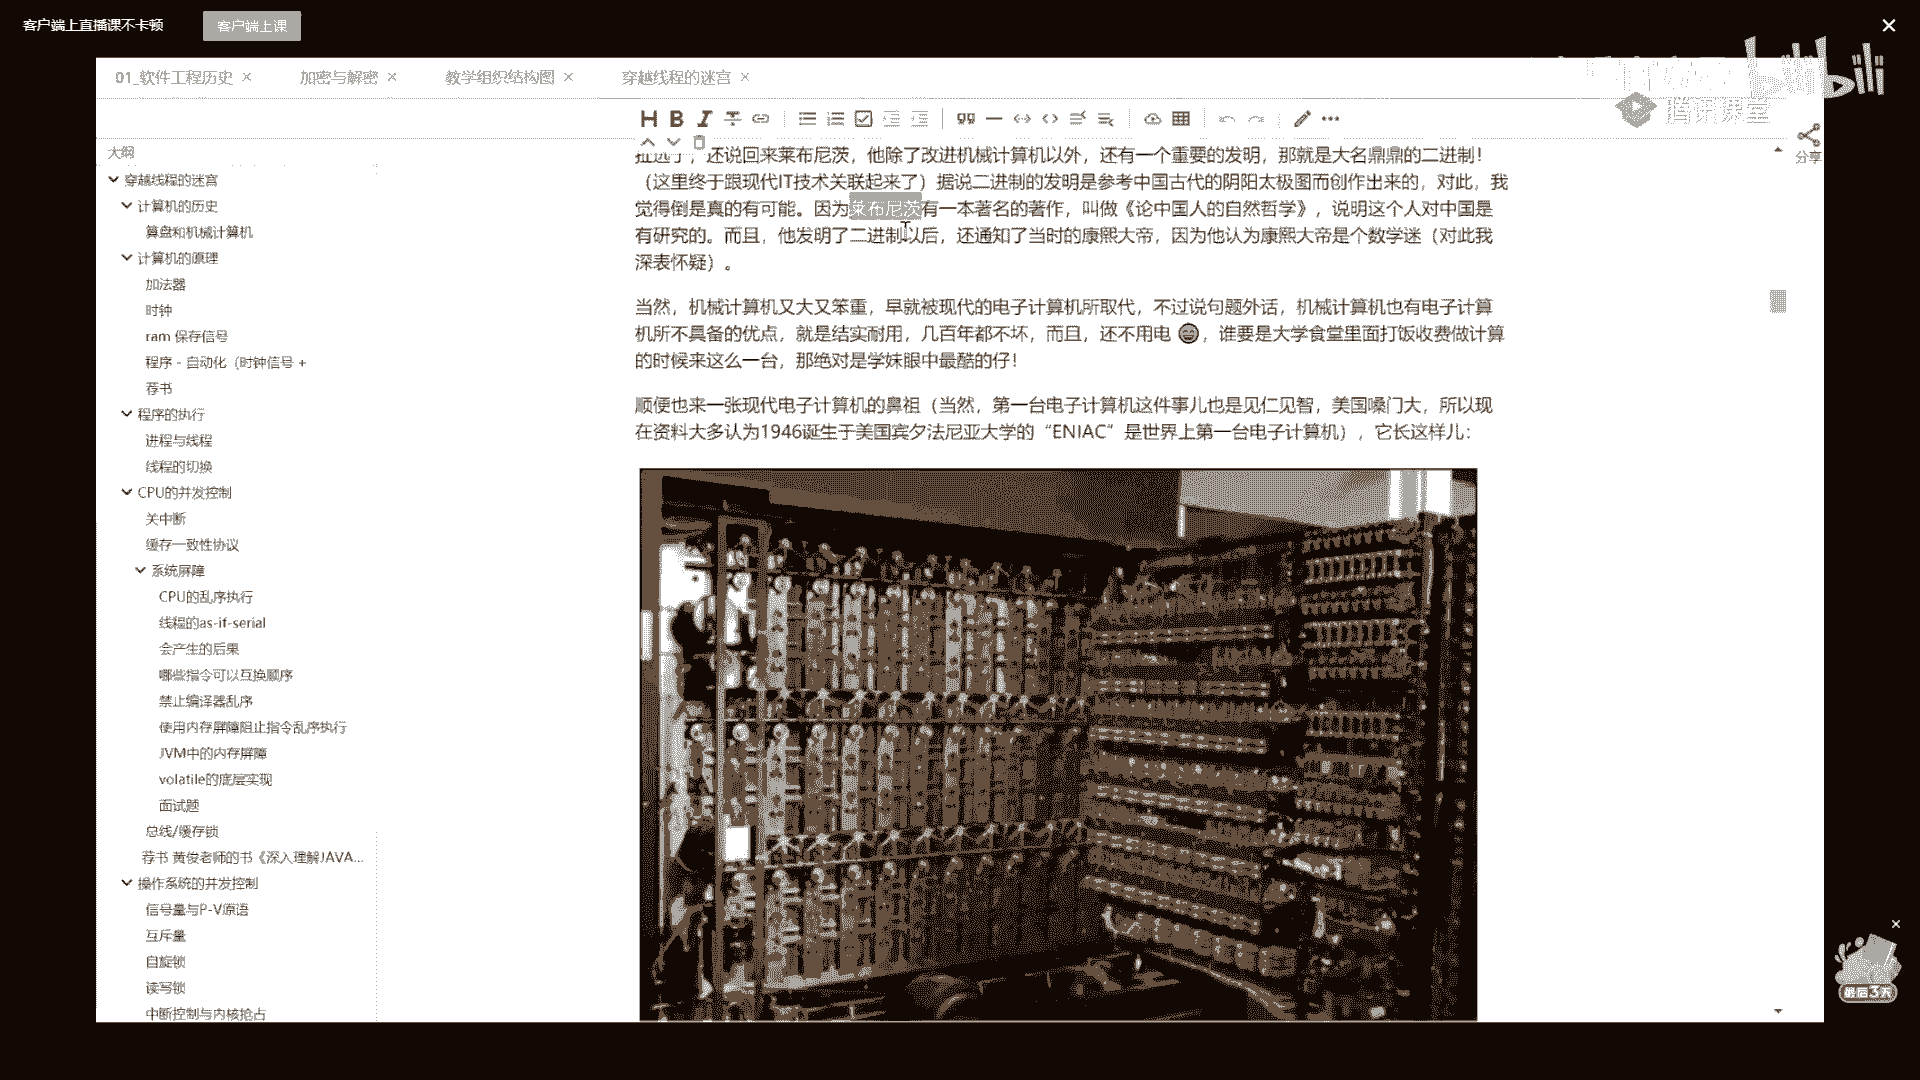 客户端上直播课不卡顿
客户端上课
bilibili
腾讯课堂
01_软件工程历史
加密与解密
教学组织结构图
穿越线程的迷宫
分享
大纲
穿越线程的迷宫
计算机的历史
算盘和机械计算机
计算机的原理
加法器
时钟
ram 保存信号
程序 - 自动化（时钟信号 +
荐书
程序的执行
进程与线程
线程的切换
CPU的并发控制
关中断
缓存一致性协议
系统屏障
CPU的乱序执行
线程的as-if-serial
会产生的后果
哪些指令可以互换顺序
禁止编译器乱序
使用内存屏障阻止指令乱序执行
JVM中的内存屏障
volatile的底层实现
面试题
总线/缓存锁
荐书 黄俊老师的书《深入理解JAVA...
操作系统的并发控制
信号量与P-V原语
互斥量
自旋锁
读写锁
中断控制与内核抢占
扯远了，还说回来莱布尼茨，他除了改进机械计算机以外，还有一个重要的发明，那就是大名鼎鼎的二进制！
（这里终于跟现代IT技术关联起来了）据说二进制的发明是参考中国古代的阴阳太极图而创作出来的，对此，我
觉得倒是真的有可能。因为莱布尼茨有一本著名的著作，叫做《论中国人的自然哲学》，说明这个人对中国是
有研究的。而且，他发明了二进制以后，还通知了当时的康熙大帝，因为他认为康熙大帝是个数学迷（对此我
深表怀疑）。
当然，机械计算机又大又笨重，早就被现代的电子计算机所取代，不过说句题外话，机械计算机也有电子计算
机所不具备的优点，就是结实耐用，几百年都不坏，而且，还不用电 😄，谁要是大学食堂里面打饭收费做计算
的时候来这么一台，那绝对是学妹眼中最酷的仔！
顺便也来一张现代电子计算机的鼻祖（当然，第一台电子计算机这件事儿也是见仁见智，美国嗓门大，所以现
在资料大多认为1946诞生于美国宾夕法尼亚大学的“ENIAC”是世界上第一台电子计算机），它长这样儿：
最后3天